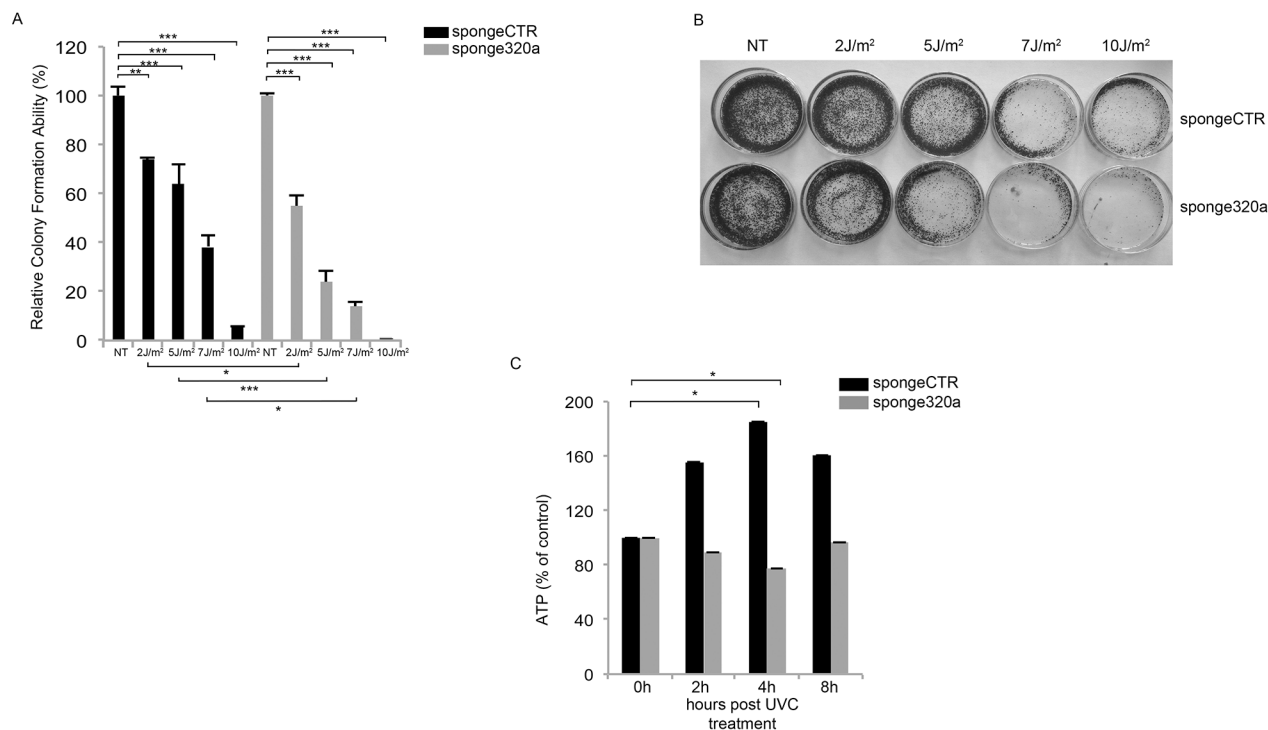 A
spongeCTR
sponge320a
Relative Colony Formation Ability (%)
120
100
80
60
40
20
0
***
***
***
**
***
***
***
***
NT 2J/m² 5J/m² 7J/m² 10J/m² NT 2J/m² 5J/m² 7J/m² 10J/m²
*
***
*
B
NT 2J/m² 5J/m² 7J/m² 10J/m²
spongeCTR
sponge320a
C
spongeCTR
sponge320a
ATP (% of control)
200
160
120
80
40
0
*
*
0h 2h 4h 8h
hours post UVC
treatment